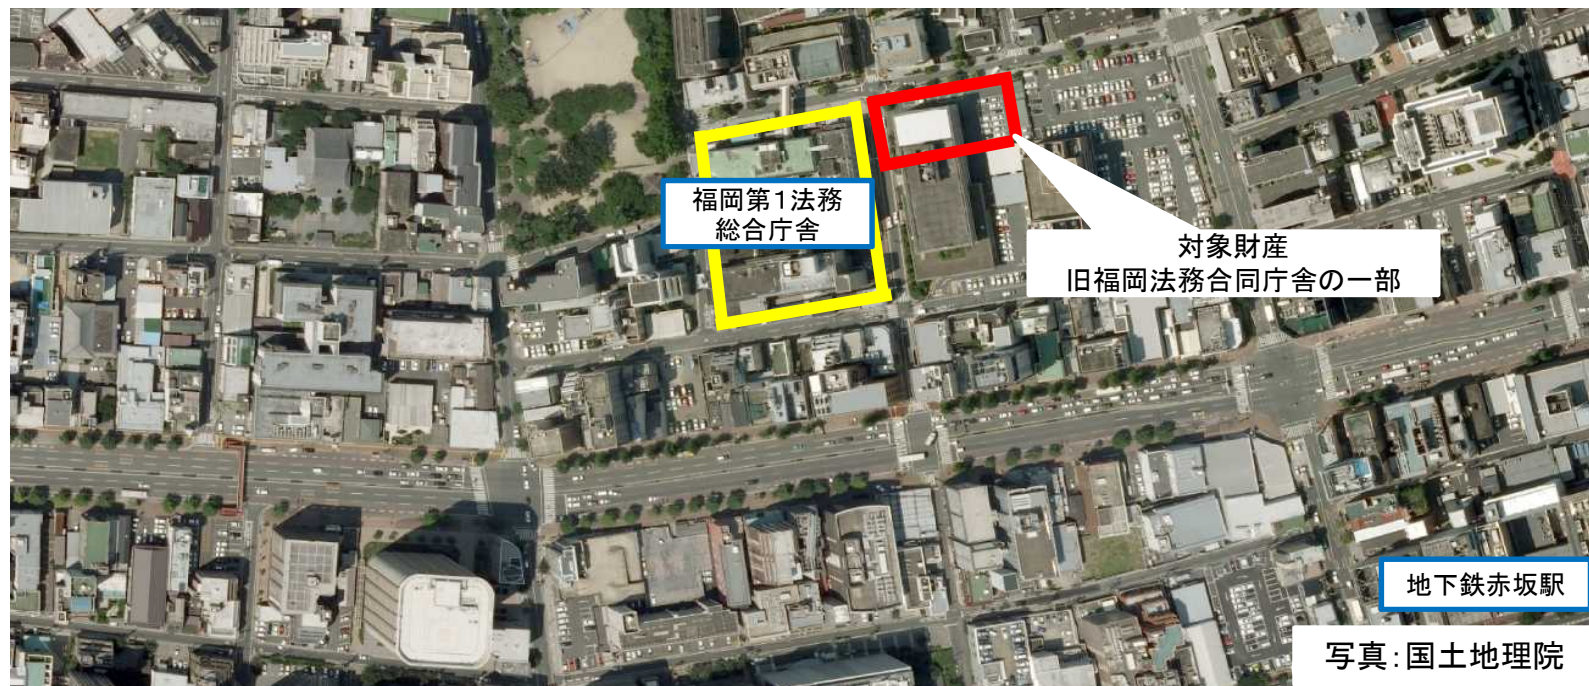 福岡第1法務
総合庁舎
対象財産
旧福岡法務合同庁舎の一部
地下鉄赤坂駅
写真:国土地理院